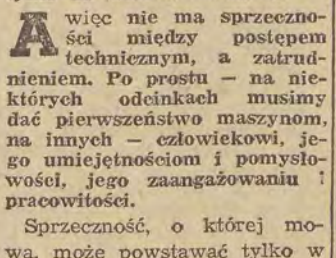 A więc nie ma sprzeczno-
ści między postępem
technicznym, a zatrud-
nieniem. Po prostu — na nie-
których odcinkach musimy
dać pierwszeństwo maszynom,
na innych — człowiekowi, je-
go umiejętnościom i pomysło-
wości, jego zaangażowaniu i
pracowitości.
Sprzeczność, o której mo-
wa, może powstawać tylko w